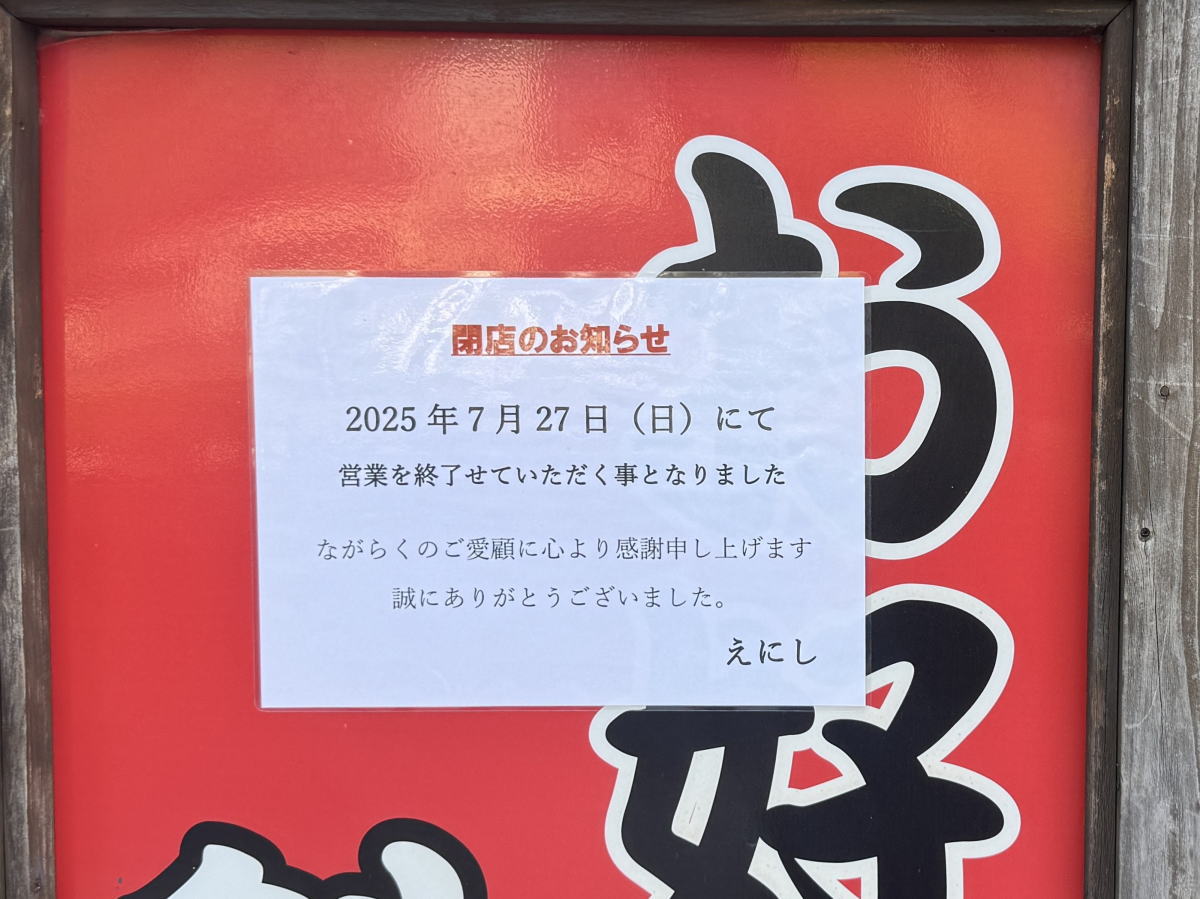 閉店のお知らせ
2025年7月27日（日）にて
営業を終了せていただく事となりました
ながらくのご愛顧に心より感謝申し上げます
誠にありがとうございました。
えにし
お好